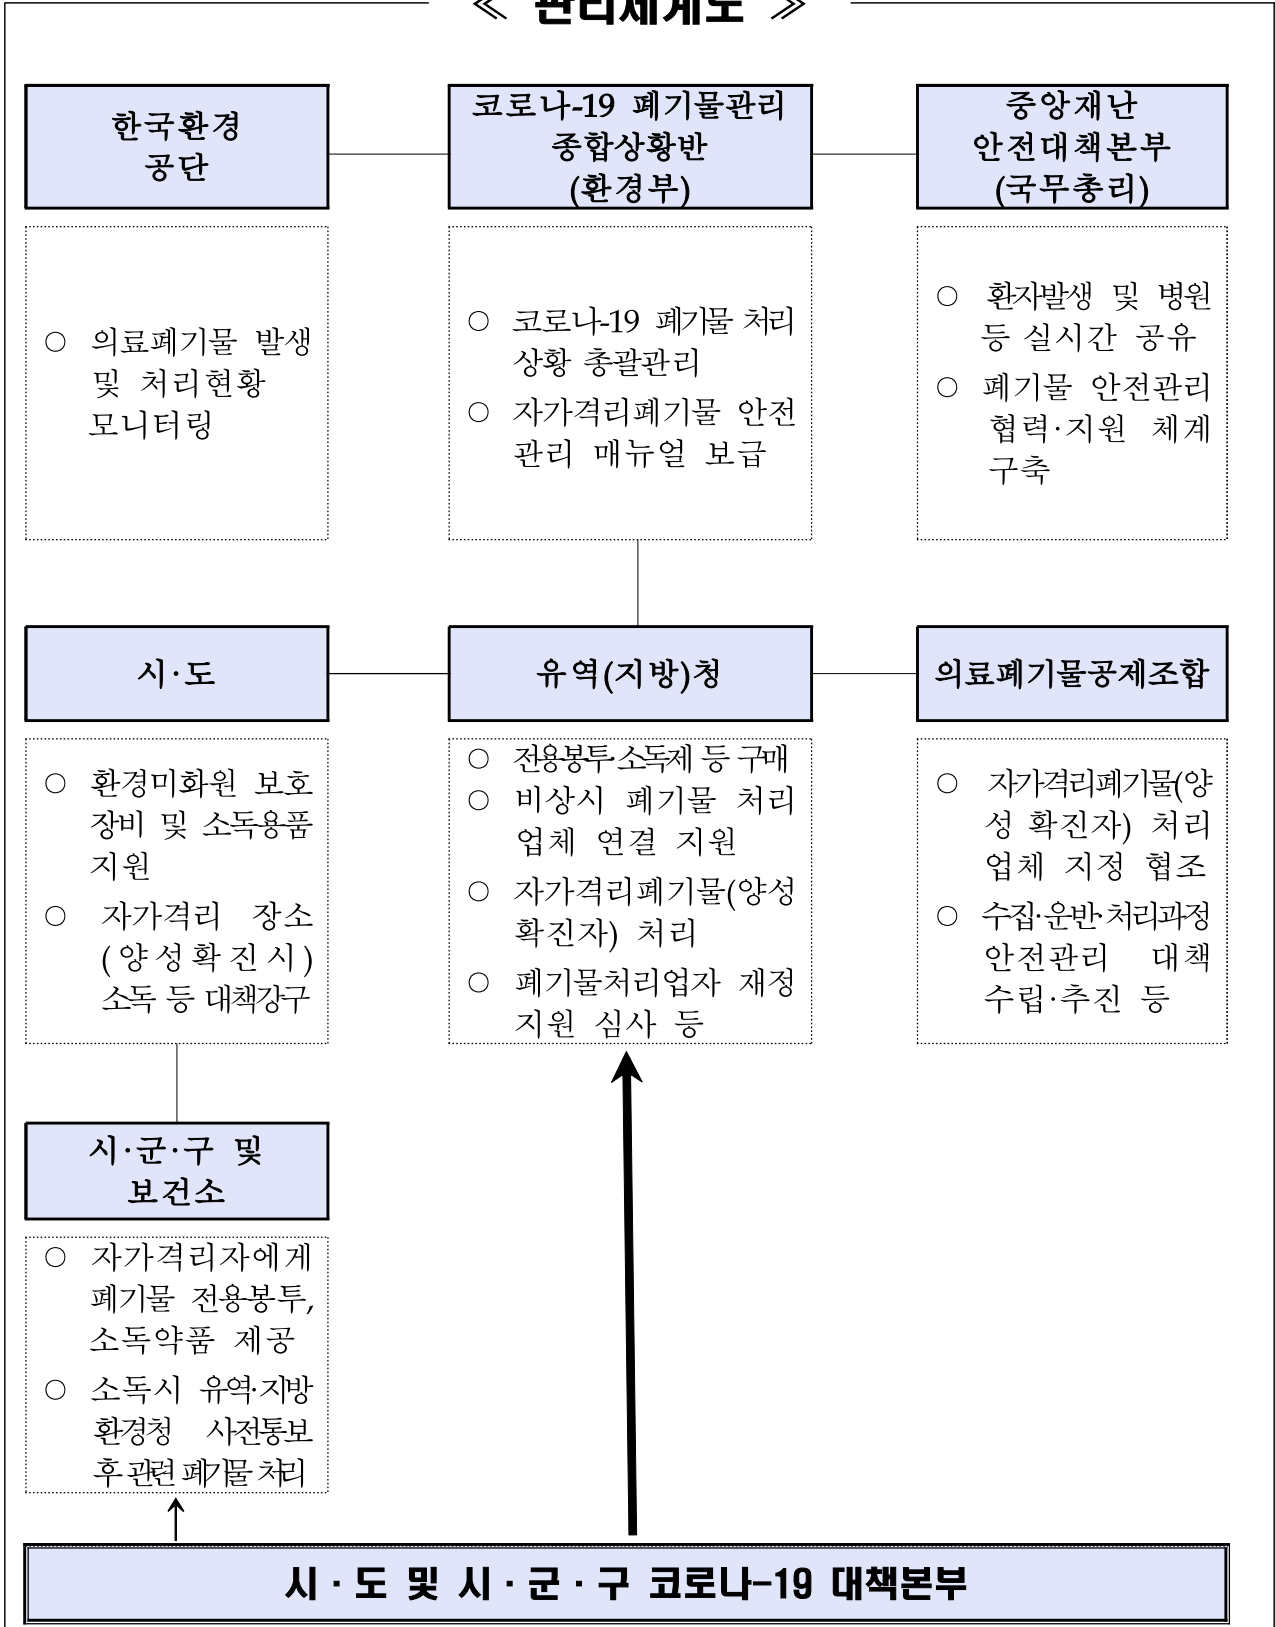 ≪ 관리체계도 ≫
한국환경
공단
코로나-19 폐기물관리
종합상황반
(환경부)
중앙재난
안전대책본부
(국무총리)
○ 의료폐기물 발생
및 처리현황
모니터링
○ 코로나-19 폐기물 처리
상황 총괄관리
○ 자가격리폐기물 안전
관리 매뉴얼 보급
○ 환자발생 및 병원
등 실시간 공유
○ 폐기물 안전관리
협력·지원 체계
구축
시·도
유역(지방)청
의료폐기물공제조합
○ 환경미화원 보호
장비 및 소독용품
지원
○ 자가격리 장소
(양성확진시)
소독 등 대책강구
○ 전용봉투·소독제 등 구매
○ 비상시 폐기물 처리
업체 연결 지원
○ 자가격리폐기물(양성
확진자) 처리
○ 폐기물처리업자 재정
지원 심사 등
○ 자가격리폐기물(양
성 확진자) 처리
업체 지정 협조
○ 수집·운반·처리과정
안전관리 대책
수립·추진 등
시·군·구 및
보건소
○ 자가격리자에게
폐기물 전용봉투,
소독약품 제공
○ 소독시 유역·지방
환경청 사전통보
후 관련 폐기물 처리
시·도 및 시·군·구 코로나-19 대책본부